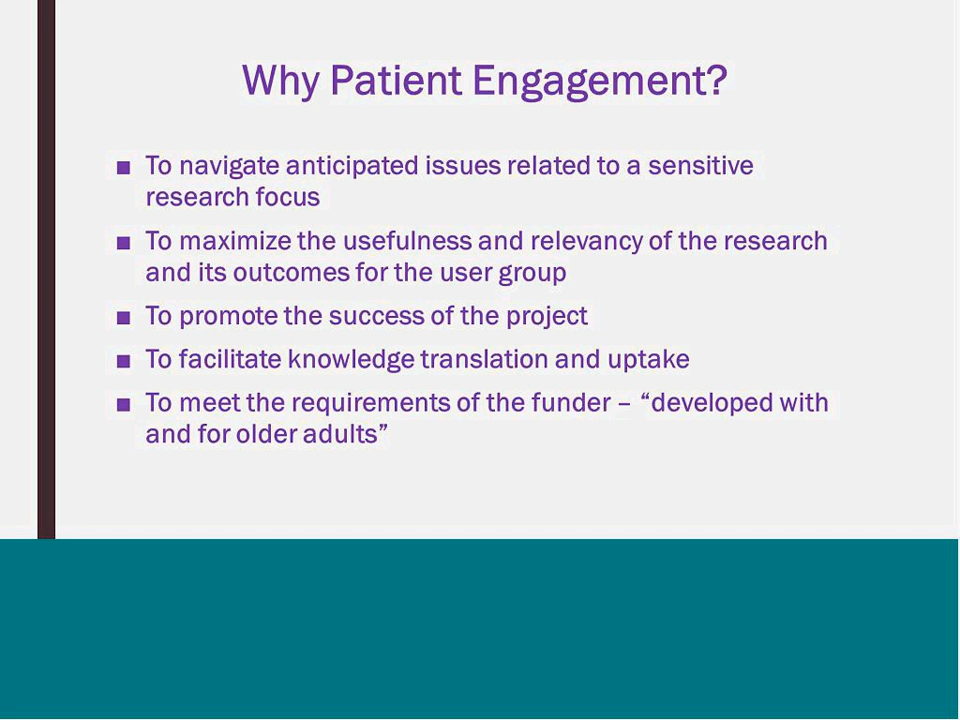 Why Patient Engagement?
■ To navigate anticipated issues related to a sensitive
research focus
■ To maximize the usefulness and relevancy of the research
and its outcomes for the user group
■ To promote the success of the project
■ To facilitate knowledge translation and uptake
■ To meet the requirements of the funder – “developed with
and for older adults”